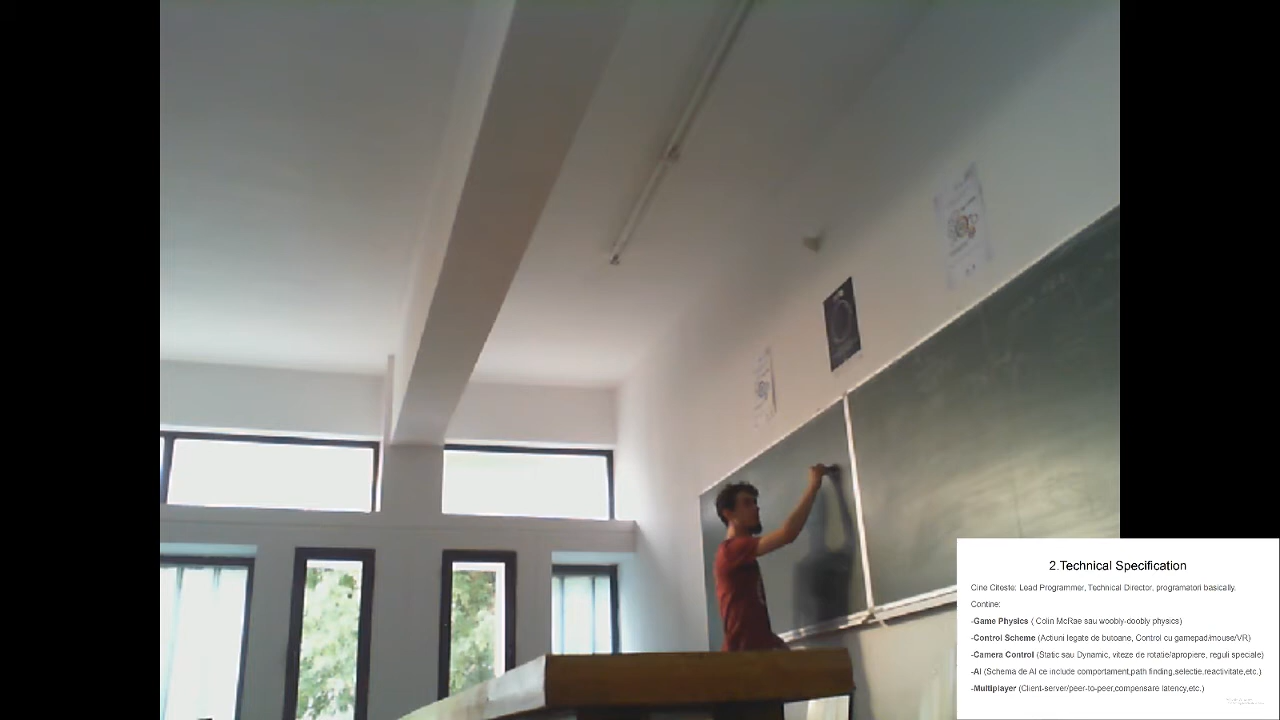 2.Technical Specification
Cine Citeste: Lead Programmer, Technical Director, programatori basically.
Contine:
-Game Physics ( Colin McRae sau woobly-doobly physics)
-Control Scheme (Actiuni legate de butoane, Control cu gamepad/mouse/VR)
-Camera Control (Static sau Dynamic, viteze de rotatie/apropiere, reguli speciale)
-AI (Schema de AI ce include comportament,path finding,selectie,reactivitate,etc.)
-Multiplayer (Client-server/peer-to-peer,compensare latency,etc.)